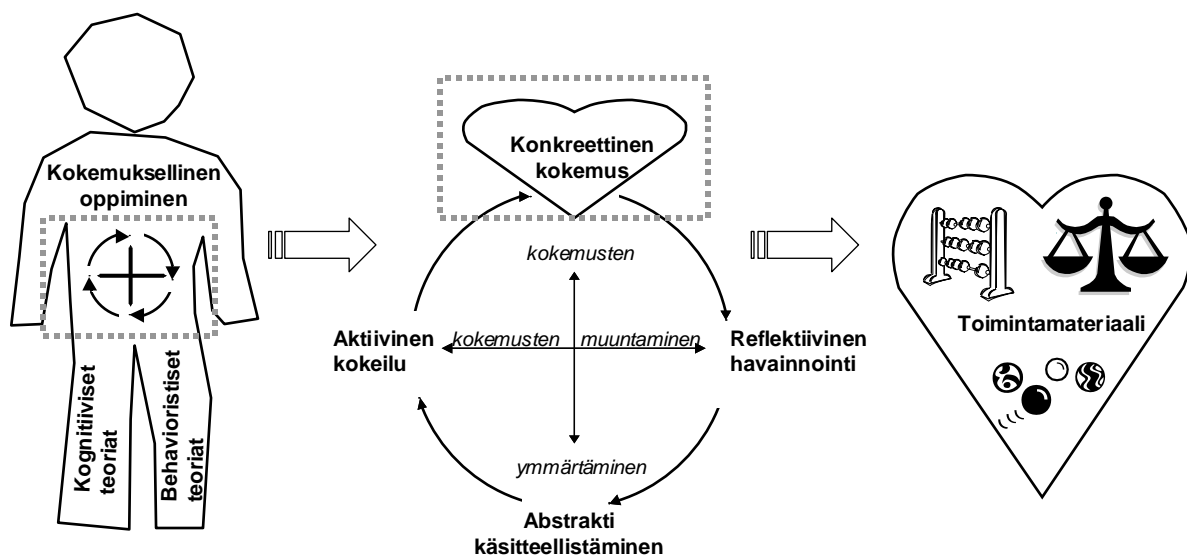 Kokemuksellinen
oppiminen
Kognitiiviset
teoriat
Behavioristiset
teoriat
Konkreettinen
kokemus
kokemusten
Aktiivinen
kokeilu
kokemusten muuntaminen
Reflektiivinen
havainnointi
ymmärtäminen
Abstrakti
käsitteellistäminen
Toimintamateriaali